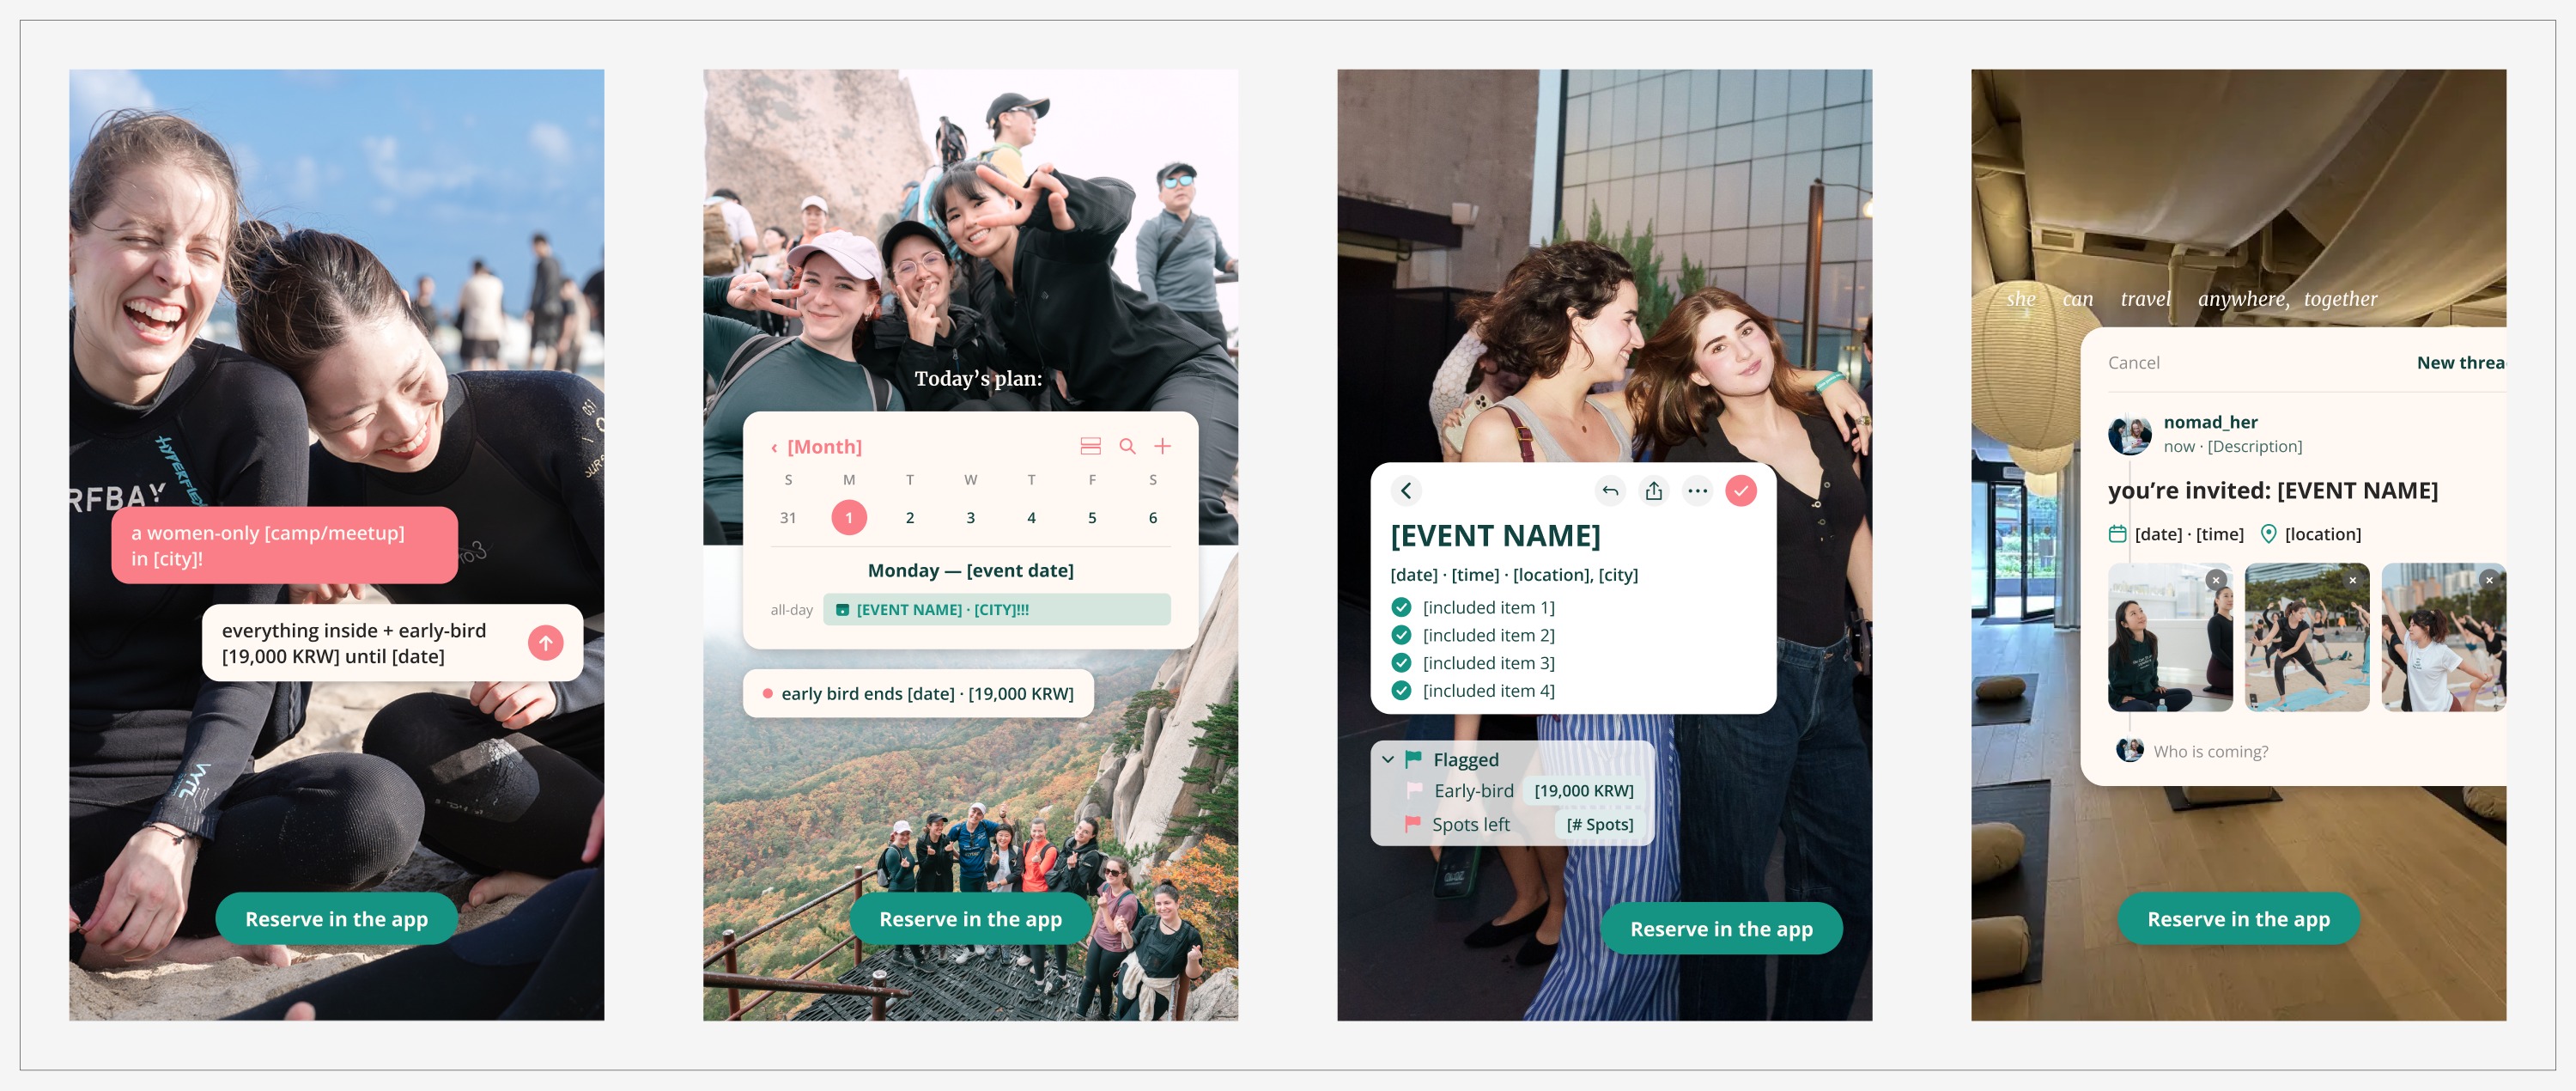 RFBAY
HYPERFLEX
VYRL
a women-only [camp/meetup]
in [city]!
everything inside + early-bird
[19,000 KRW] until [date]
Reserve in the app
Today’s plan:
‹ [Month]
S M T W T F S
31 1 2 3 4 5 6
Monday — [event date]
all-day [EVENT NAME · [CITY]!!!
early bird ends [date] · [19,000 KRW]
Reserve in the app
[EVENT NAME]
[date] · [time] · [location], [city]
[included item 1]
[included item 2]
[included item 3]
[included item 4]
Flagged
Early-bird [19,000 KRW]
Spots left [# Spots]
Reserve in the app
she can travel anywhere, together
Cancel New threa
nomad_her
now · [Description]
you’re invited: [EVENT NAME]
[date] · [time] [location]
Who is coming?
Reserve in the app